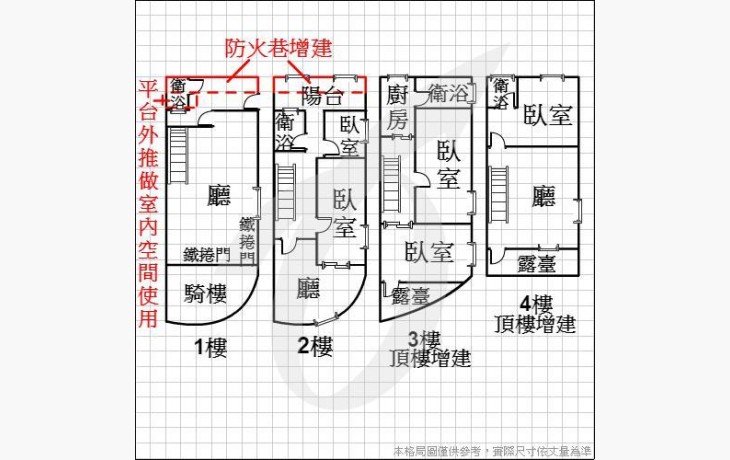 防火巷增建
平台外推做室內空間使用
衛浴
廳
鐵捲門
鐵捲門
騎樓
1樓
陽台
衛浴
臥室
臥室
廳
2樓
廚房
衛浴
臥室
臥室
露臺
3樓
頂樓增建
衛浴
臥室
廳
露臺
4樓
頂樓增建
本格局圖僅供參考，實際尺寸依丈量為準